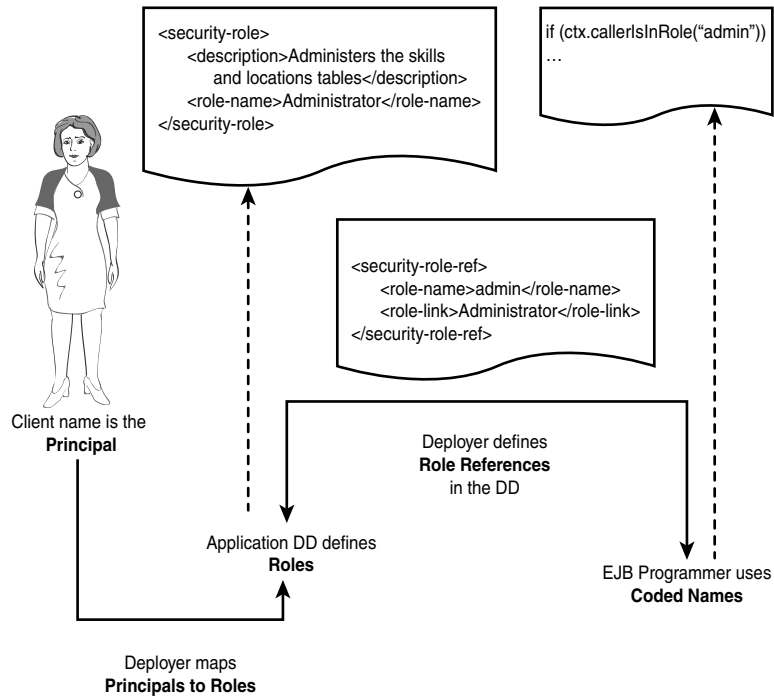 <security-role>
<description>Administers the skills
and locations tables</description>
<role-name>Administrator</role-name>
</security-role>
if (ctx.callerIsInRole(“admin”))
…
<security-role-ref>
<role-name>admin</role-name>
<role-link>Administrator</role-link>
</security-role-ref>
Client name is the
Principal
Deployer defines
Role References
in the DD
Application DD defines
Roles
EJB Programmer uses
Coded Names
Deployer maps
Principals to Roles